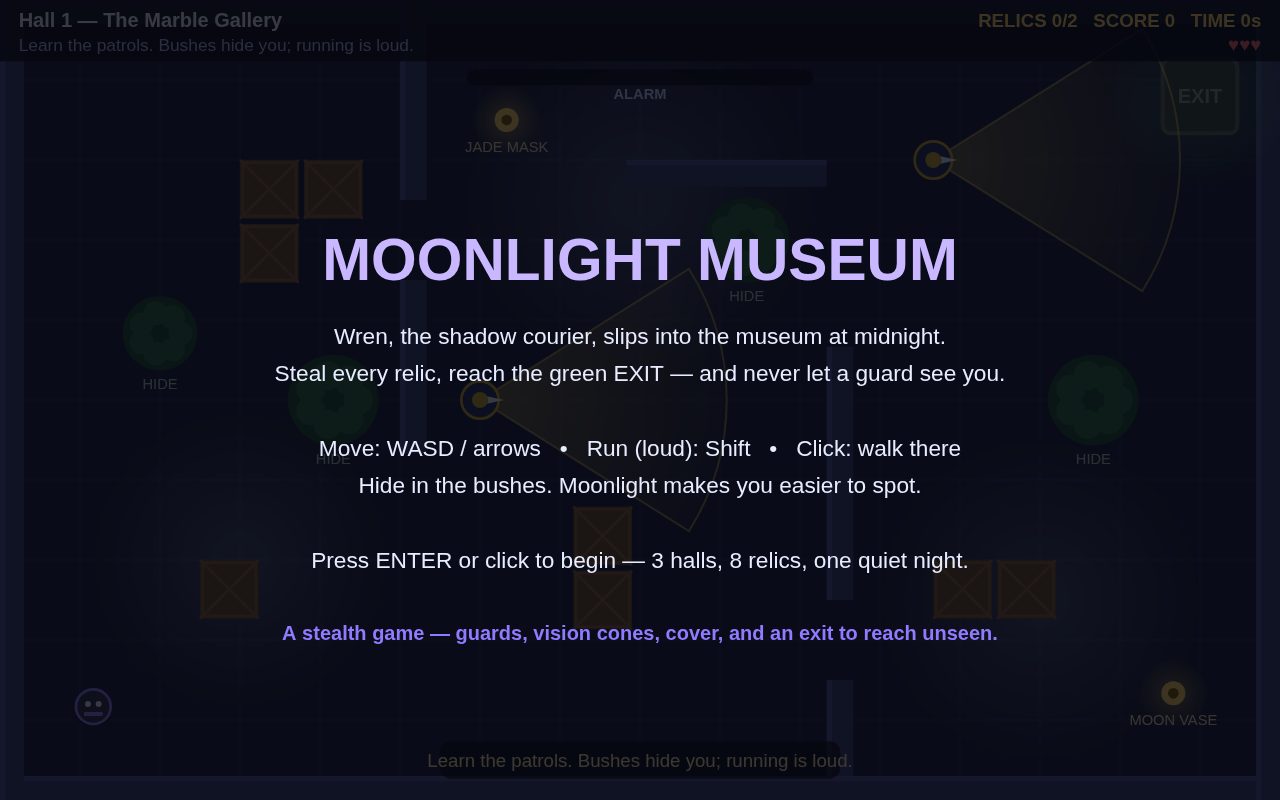 Hall 1 — The Marble Gallery
RELICS 0/2 SCORE 0 TIME 0s
Learn the patrols. Bushes hide you; running is loud.
♥♥♥
ALARM
EXIT
JADE MASK
MOONLIGHT MUSEUM
HIDE
Wren, the shadow courier, slips into the museum at midnight.
Steal every relic, reach the green EXIT — and never let a guard see you.
HIDE
Move: WASD / arrows • Run (loud): Shift • Click: walk there
HIDE
HIDE
Hide in the bushes. Moonlight makes you easier to spot.
Press ENTER or click to begin — 3 halls, 8 relics, one quiet night.
A stealth game — guards, vision cones, cover, and an exit to reach unseen.
MOON VASE
Learn the patrols. Bushes hide you; running is loud.